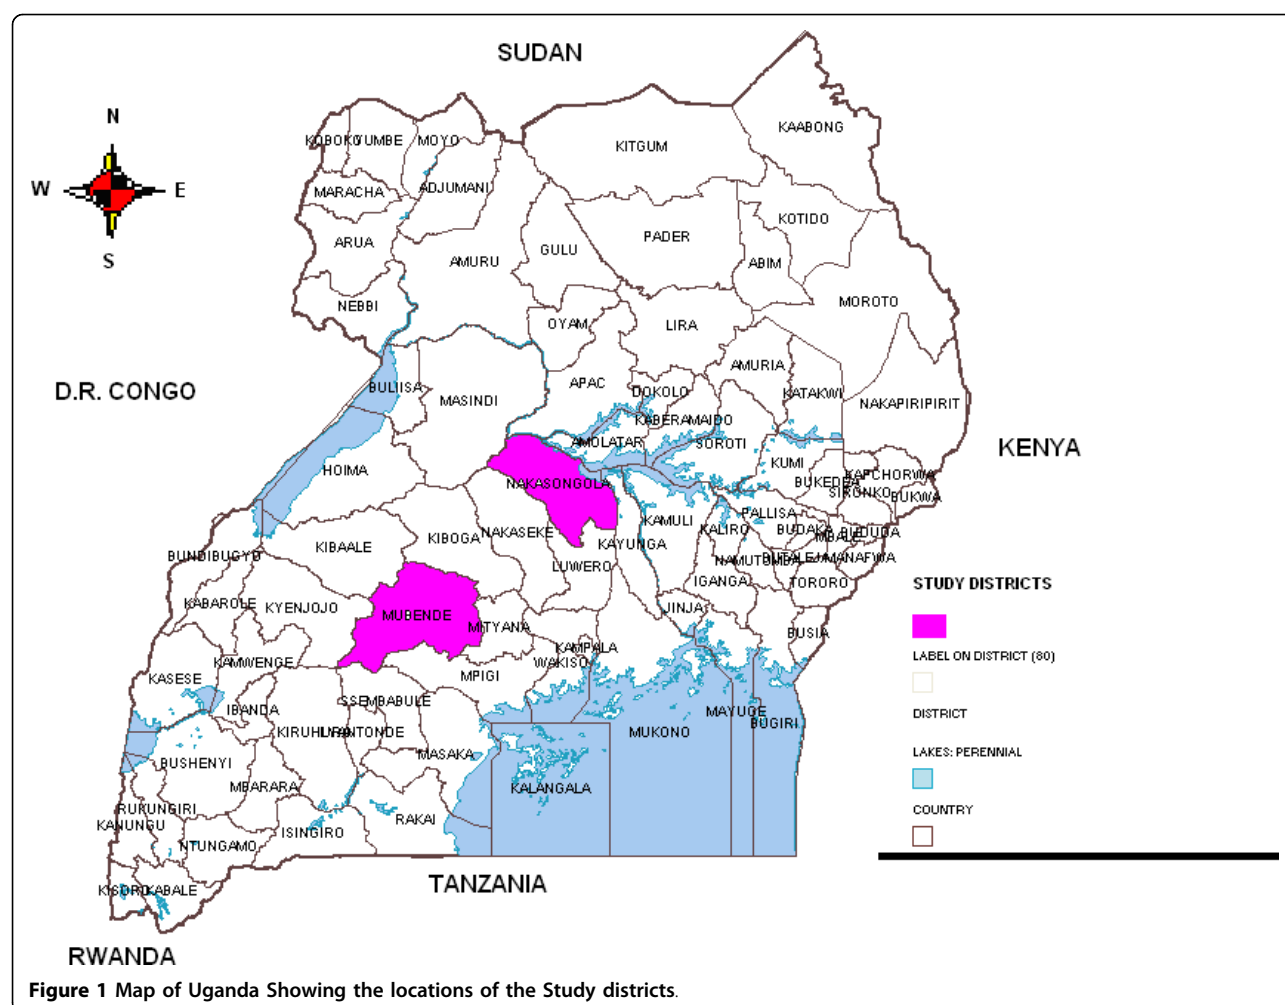 SUDAN
N
W E
S
KAABONG
KITGUM
KOBOKO YUMBE MOYO
MARACHA ADJUMANI
KOTIDO
ARUA GULU PADER
AMURU ABIM
NEBBI MOROTO
OYAM LIRA
AMURIA
BULIISA APAC DOKOLO KATAKWI
D.R. CONGO MASINDI NAKAPIRIPIRIT
KABERAMAIDO
AMOLATAR SOROTI KENYA
HOIMA KUMI KAPCHORWA
NAKASONGOLA BUKEDEA
SIRONKO BUKWA
PALLISA
KAMULI KALIRO BUDAKA BUDUDA
NAKASEKE MBALE
KIBOGA KAYUNGA
KIBAALE
BUNDIBUGYO LUWERO NAMUTUMBA BUTALEJA MANAFWA
IGANGA TORORO
STUDY DISTRICTS
KABAROLE KYENJOJO MUBENDE JINJA
MITYANA BUSIA
KAMPALA
LABEL ON DISTRICT (80)
KAMWENGE WAKISO
KASESE MPIGI
SSEMBABULE
IBANDA MAYUGE DISTRICT
KIRUHURA LYANTONDE MUKONO BUGIRI
MASAKA LAKES: PERENNIAL
BUSHENYI
MBARARA KALANGALA
RUKUNGIRI COUNTRY
KANUNGU RAKAI
ISINGIRO
NTUNGAMO
TANZANIA
KISORO KABALE
RWANDA
Figure 1 Map of Uganda Showing the locations of the Study districts.